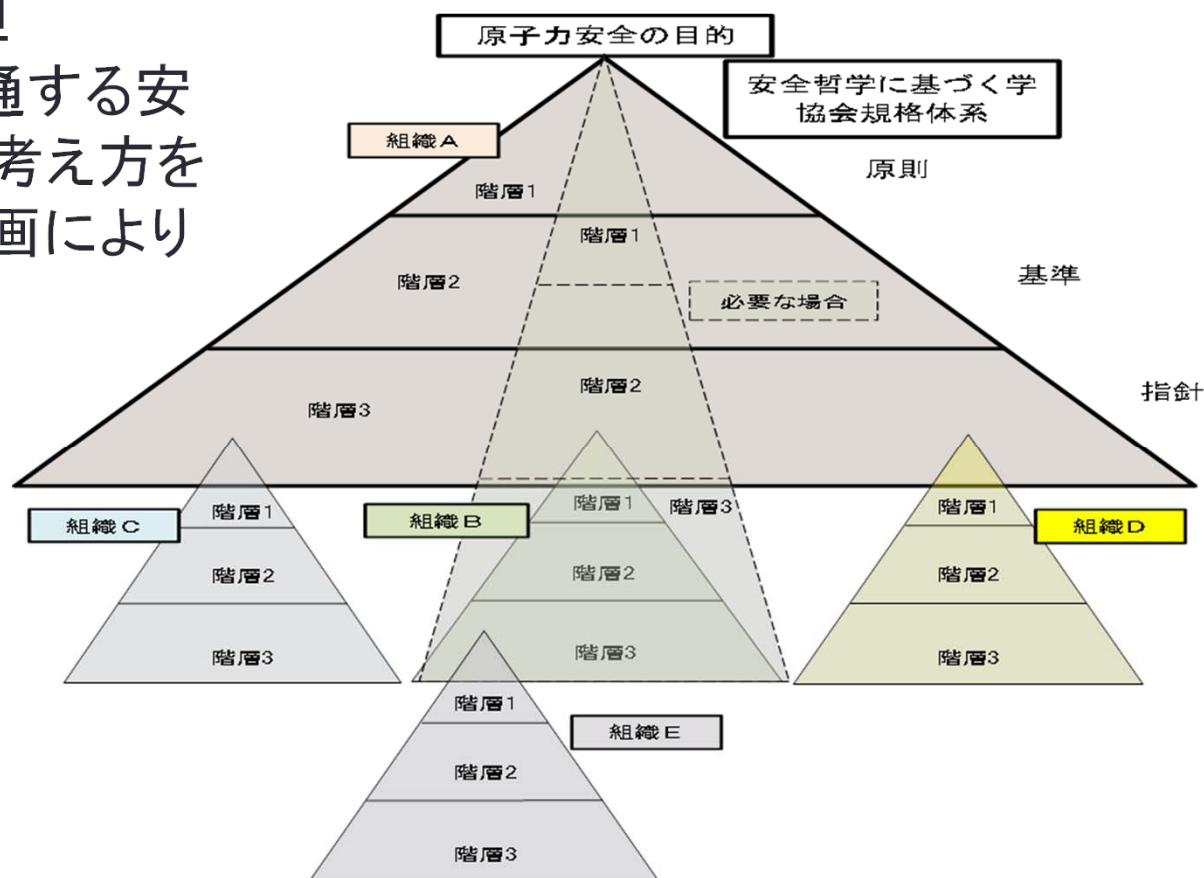 通する安
考え方を
画により
原子力安全の目的
安全哲学に基づく学
協会規格体系
組織A
原則
階層1
階層1
階層2
必要な場合
基準
階層2
階層3
指針
組織C
階層1
組織B
階層1
階層3
階層1
組織D
階層2
階層2
階層2
階層3
階層3
階層3
階層1
組織E
階層2
階層3